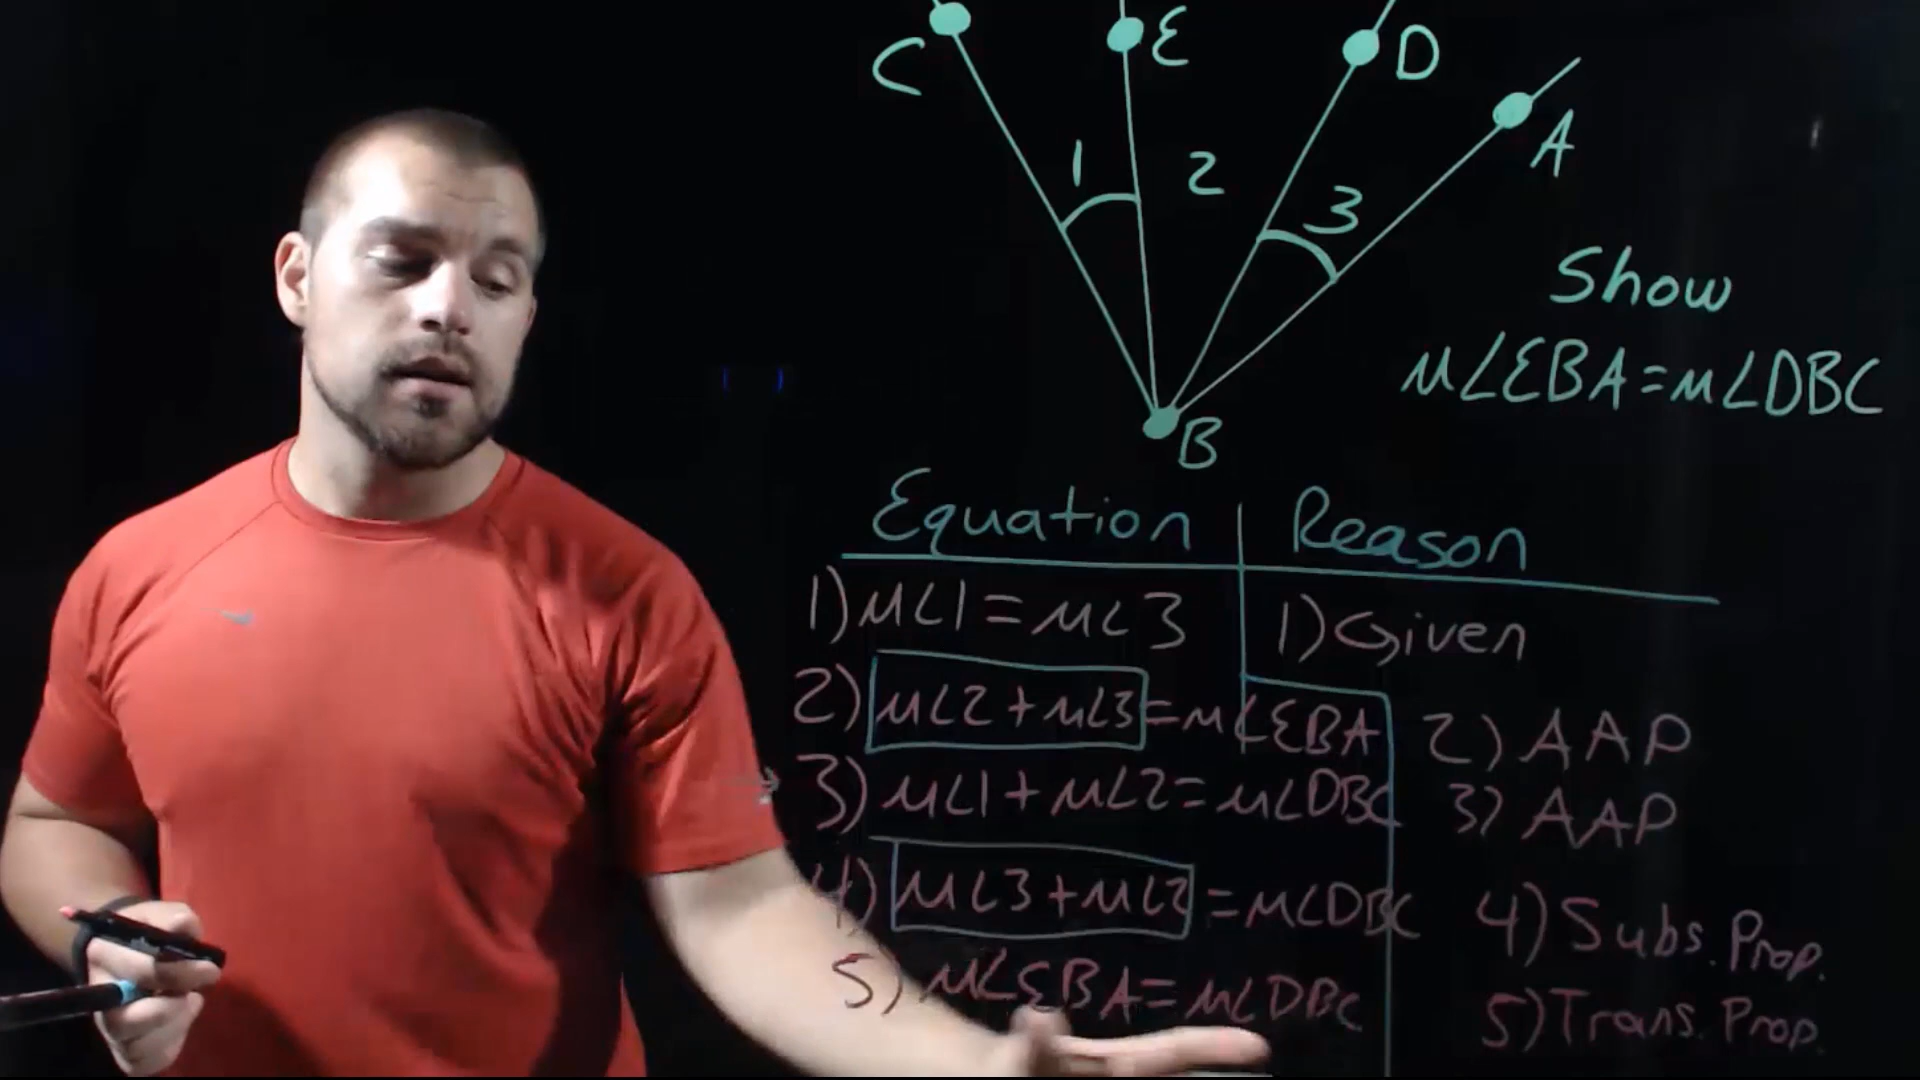 C E D A
1 2 3
B
Show
m∠EBA=m∠DBC
Equation Reason
1) m∠1 = m∠3 1) Given
2) m∠2 + m∠3 = m∠EBA 2) AAP
3) m∠1 + m∠2 = m∠DBC 3) AAP
4) m∠3 + m∠2 = m∠DBC 4) Subs. Prop.
5) m∠EBA = m∠DBC 5) Trans. Prop.